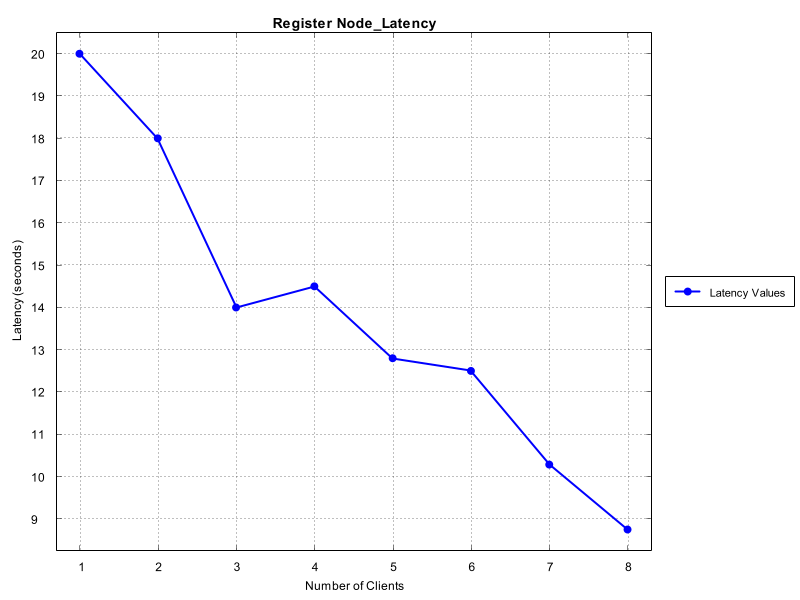 Register Node_Latency
20
19
18
17
16
15
14
13
12
11
10
9
Latency (seconds)
1 2 3 4 5 6 7 8
Number of Clients
Latency Values